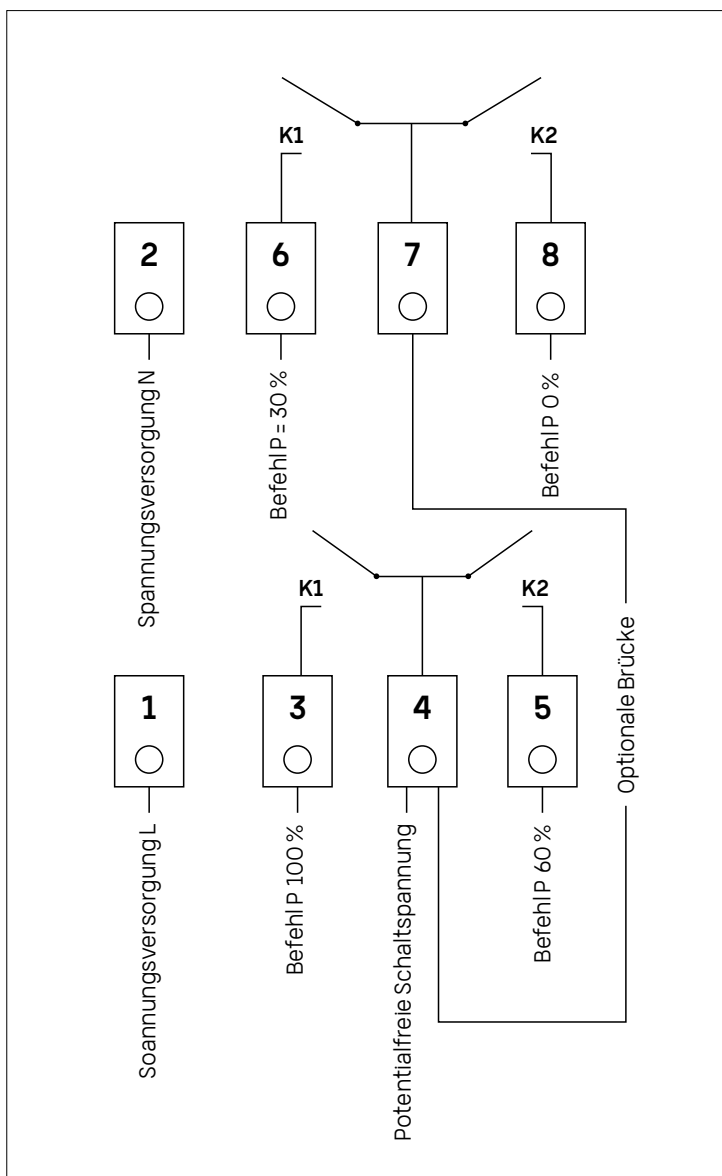 K1
K2
2
6
7
8
Spannungsversorgung N
Befehl P = 30 %
Befehl P 0 %
K1
K2
Optionale Brücke
1
3
4
5
Soannungsversorgung L
Befehl P 100 %
Potentialfreie Schaltspannung
Befehl P 60 %